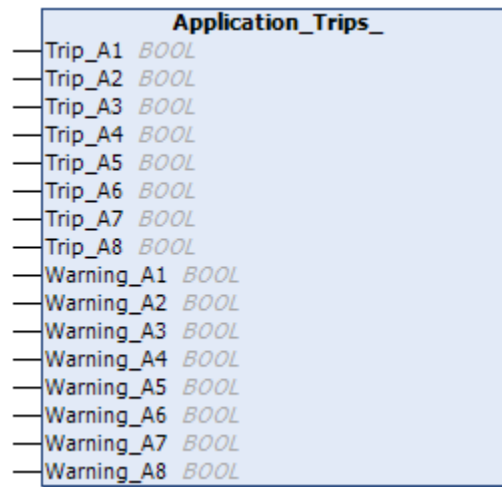 Application_Trips_
Trip_A1 BOOL
Trip_A2 BOOL
Trip_A3 BOOL
Trip_A4 BOOL
Trip_A5 BOOL
Trip_A6 BOOL
Trip_A7 BOOL
Trip_A8 BOOL
Warning_A1 BOOL
Warning_A2 BOOL
Warning_A3 BOOL
Warning_A4 BOOL
Warning_A5 BOOL
Warning_A6 BOOL
Warning_A7 BOOL
Warning_A8 BOOL